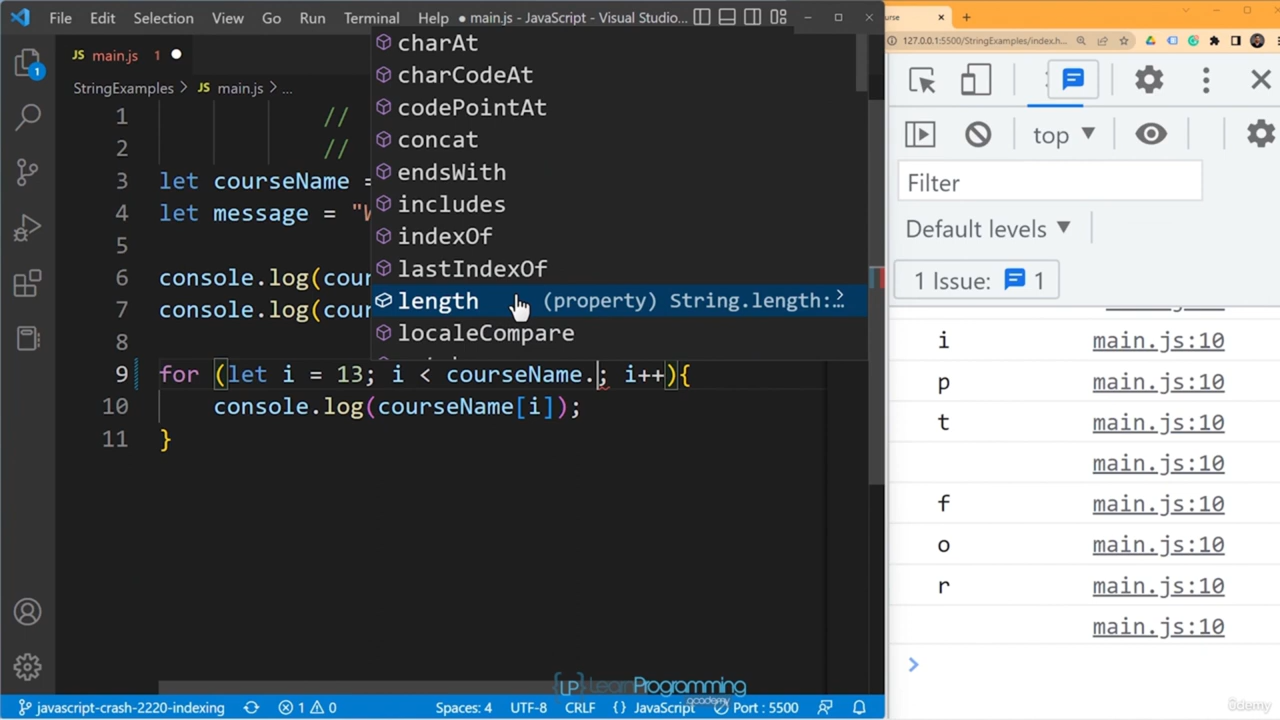 File Edit Selection View Go Run Terminal Help ● main.js - JavaScript - Visual Studio...
JS main.js 1
StringExamples > JS main.js > ...
1 //
2 //
3 let courseName =
4 let message = "W
5
6 console.log(cour
7 console.log(cour
8
9 for (let i = 13; i < courseName.; i++){
10 console.log(courseName[i]);
11 }
charAt
charCodeAt
codePointAt
concat
endsWith
includes
indexOf
lastIndexOf
length (property) String.length:…
localeCompare
1
{LP} LearnProgramming
academy
javascript-crash-2220-indexing 1 0 Spaces: 4 UTF-8 CRLF {} JavaScript Port : 5500
urse
127.0.0.1:5500/StringExamples/index.h...
top
Filter
Default levels
1 Issue: 1
i main.js:10
p main.js:10
t main.js:10
main.js:10
f main.js:10
o main.js:10
r main.js:10
main.js:10
ûdemy